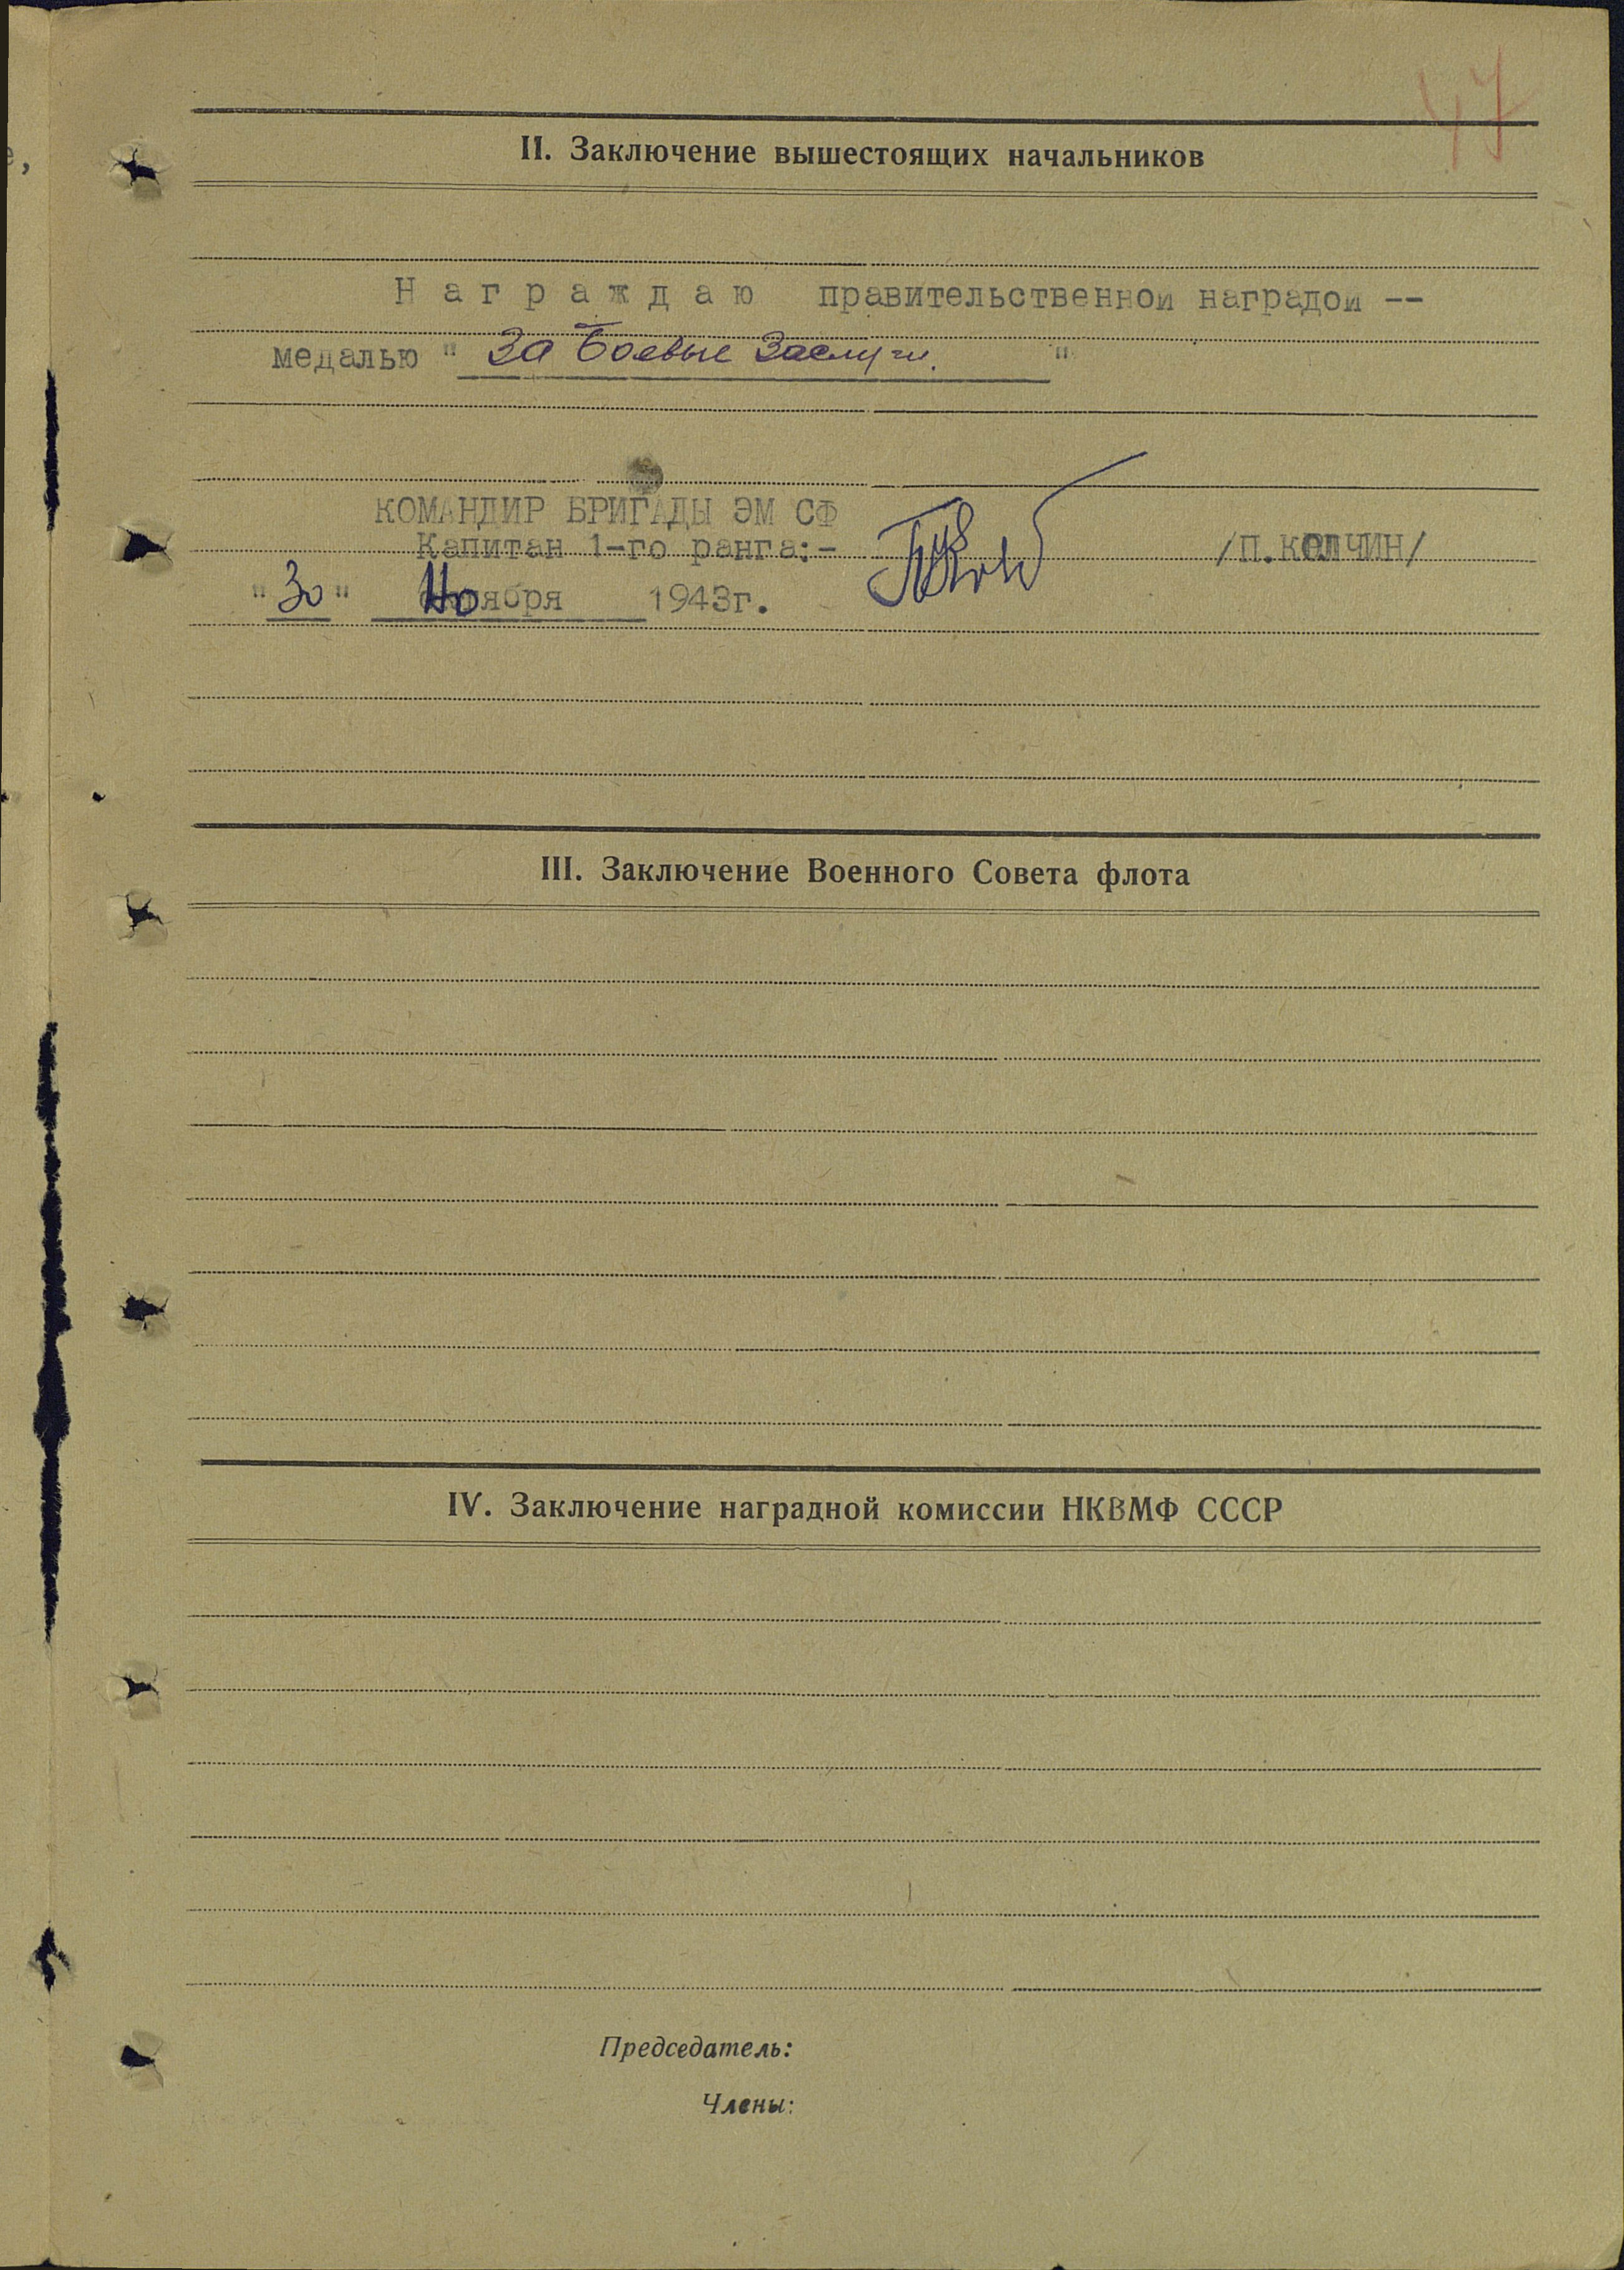 47
е,
II. Заключение вышестоящих начальников
Н а г р а ж д а ю правительственной наградой --
медалью " За Боевые Заслуги. "
КОМАНДИР БРИГАДЫ ЭМ СФ
Капитан 1-го ранга:-
/П.КОЛЧИН/
"30" Ноября 1943г.
III. Заключение Военного Совета флота
IV. Заключение наградной комиссии НКВМФ СССР
Председатель:
Члены: